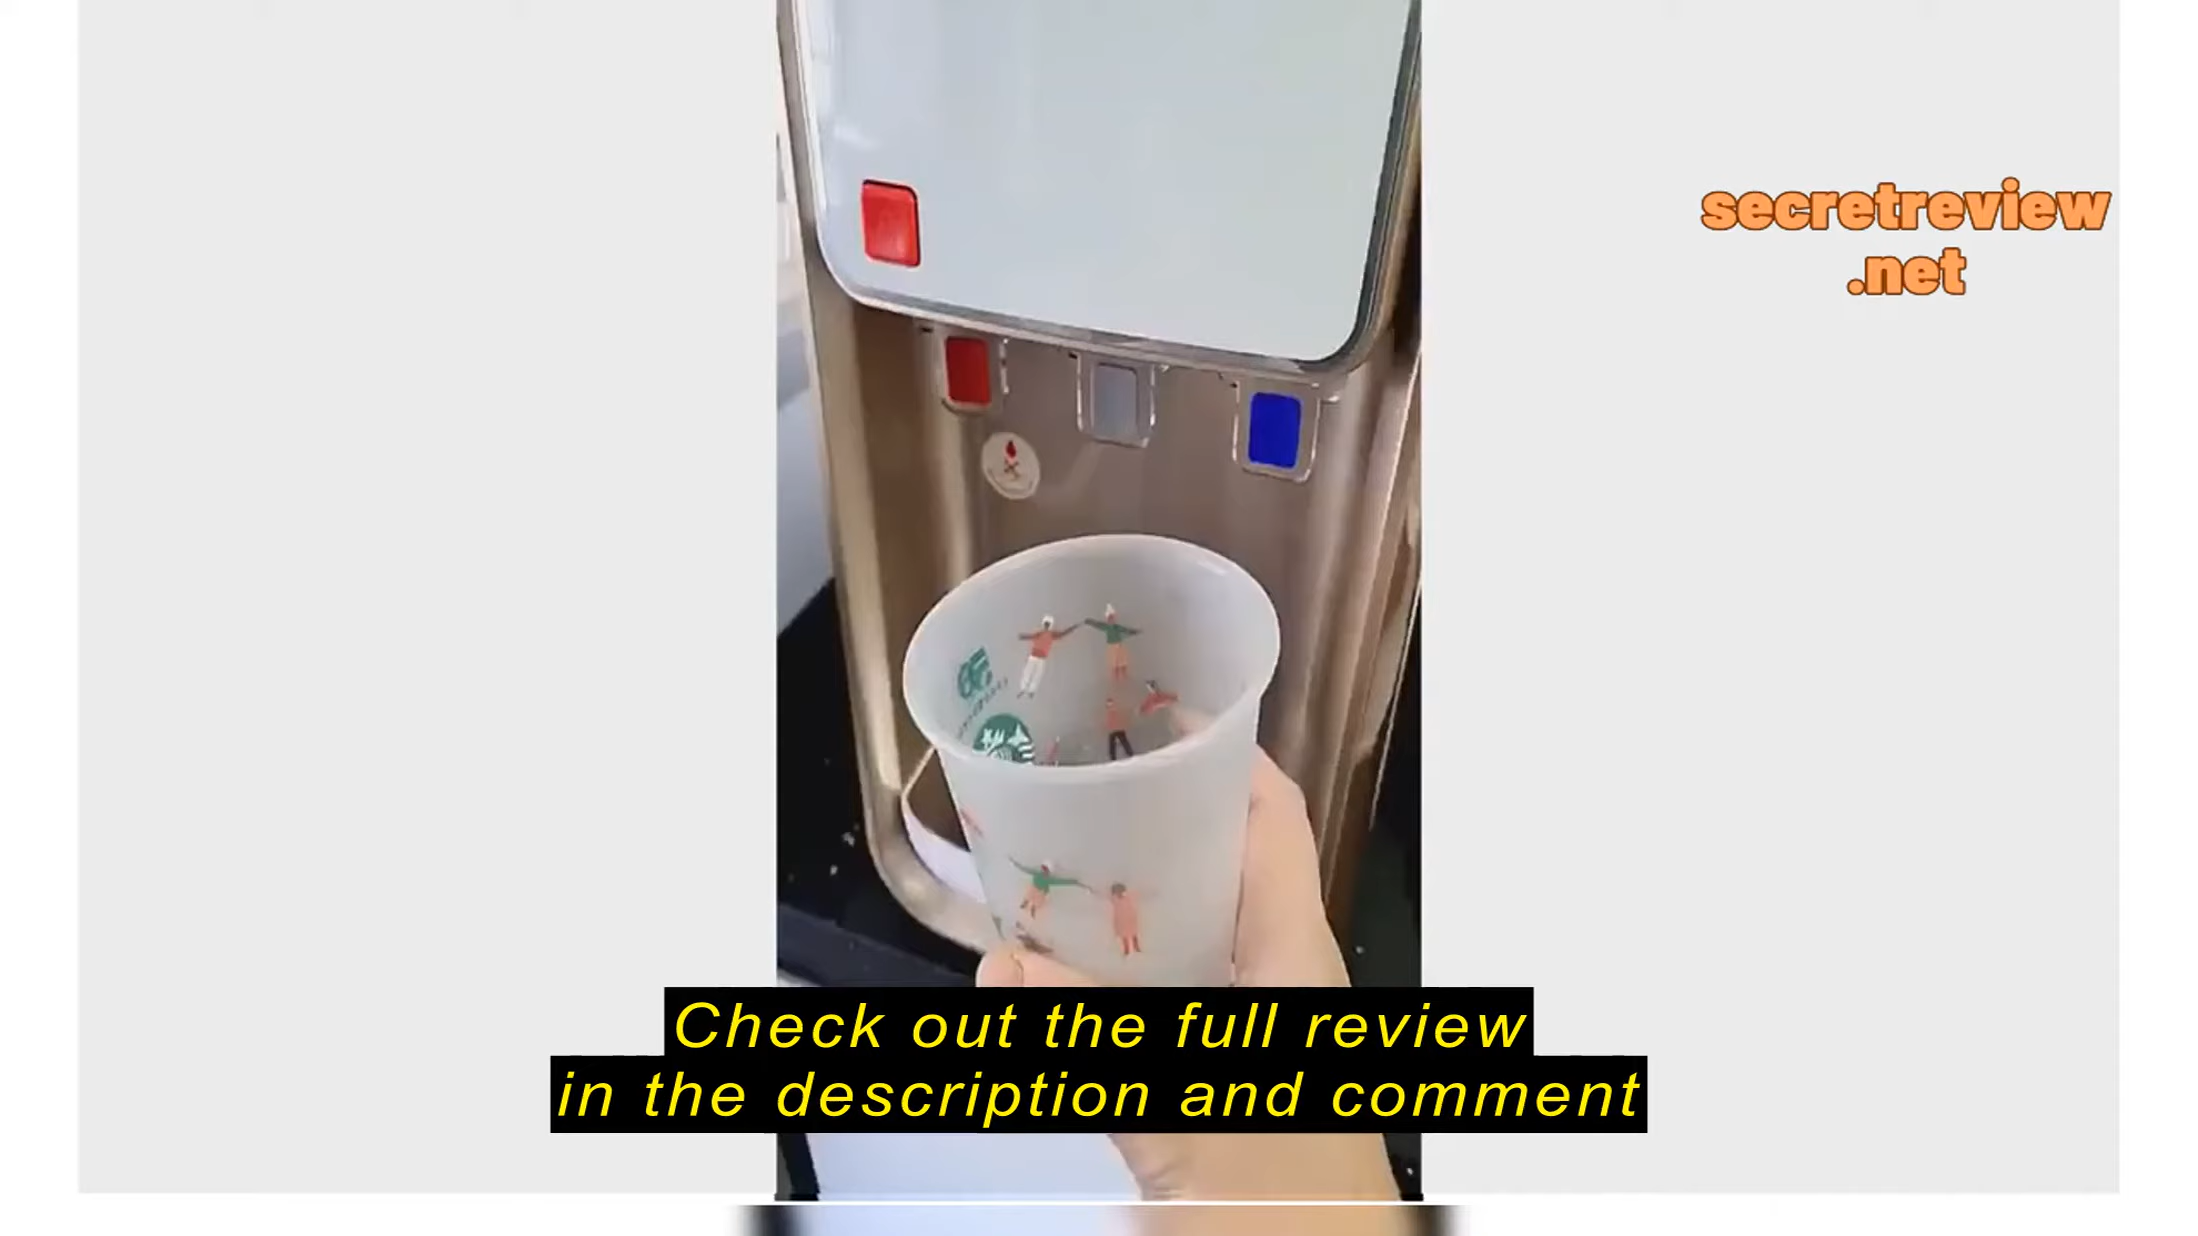 secretreview
.net
Check out the full review
in the description and comment